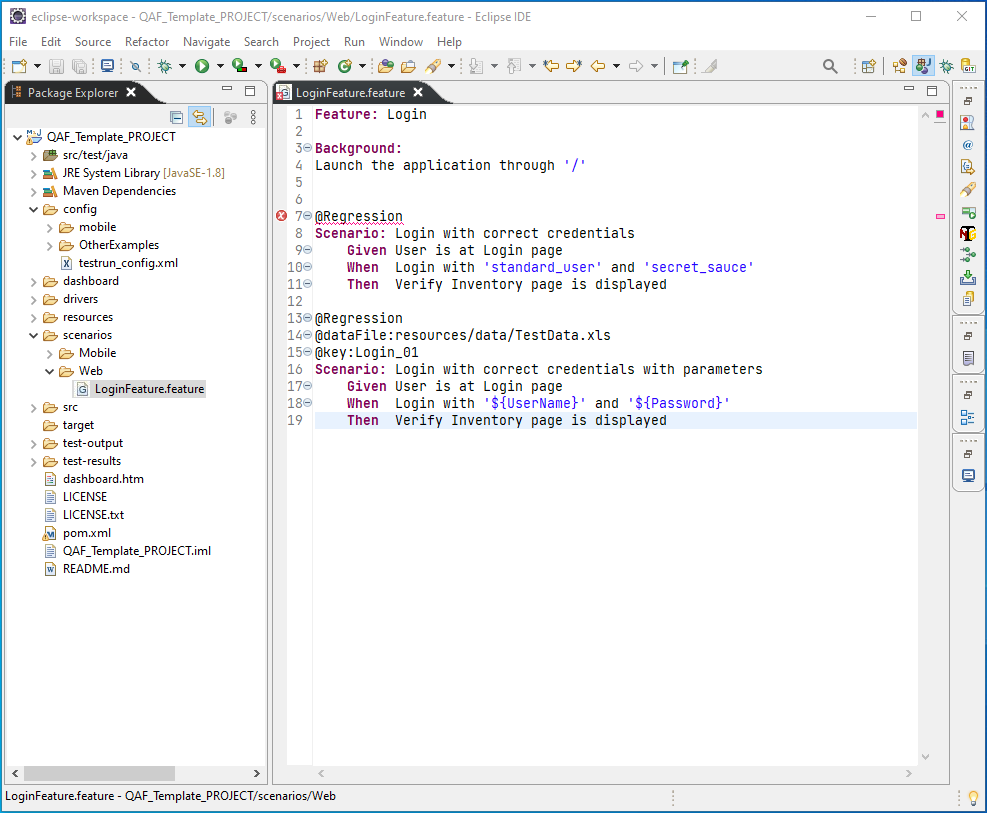 eclipse-workspace - QAF_Template_PROJECT/scenarios/Web/LoginFeature.feature - Eclipse IDE
File Edit Source Refactor Navigate Search Project Run Window Help
Package Explorer
QAF_Template_PROJECT
src/test/java
JRE System Library [JavaSE-1.8]
Maven Dependencies
config
mobile
OtherExamples
testrun_config.xml
dashboard
drivers
resources
scenarios
Mobile
Web
LoginFeature.feature
src
target
test-output
test-results
dashboard.htm
LICENSE
LICENSE.txt
pom.xml
QAF_Template_PROJECT.iml
README.md
LoginFeature.feature
1 Feature: Login
2
3 Background:
4 Launch the application through '/'
5
6
7 @Regression
8 Scenario: Login with correct credentials
9 Given User is at Login page
10 When Login with 'standard_user' and 'secret_sauce'
11 Then Verify Inventory page is displayed
12
13 @Regression
14 @dataFile:resources/data/TestData.xls
15 @key:Login_01
16 Scenario: Login with correct credentials with parameters
17 Given User is at Login page
18 When Login with '${UserName}' and '${Password}'
19 Then Verify Inventory page is displayed
LoginFeature.feature - QAF_Template_PROJECT/scenarios/Web